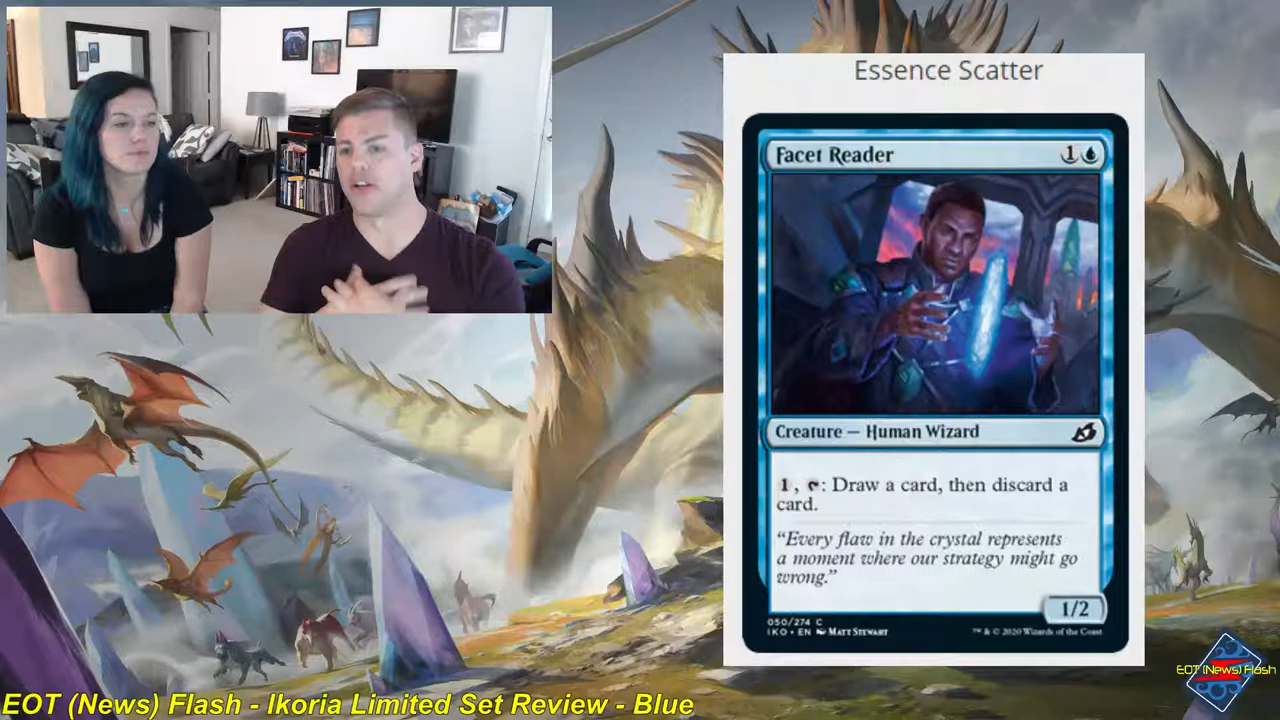 Essence Scatter
Facet Reader 1
Creature — Human Wizard
1, : Draw a card, then discard a
card.
“Every flaw in the crystal represents
a moment where our strategy might go
wrong.”
1/2
050/274 C
IKO • EN Matt Stewart ™ & © 2020 Wizards of the Coast
EOT (News) Flash
EOT (News) Flash - Ikoria Limited Set Review - Blue